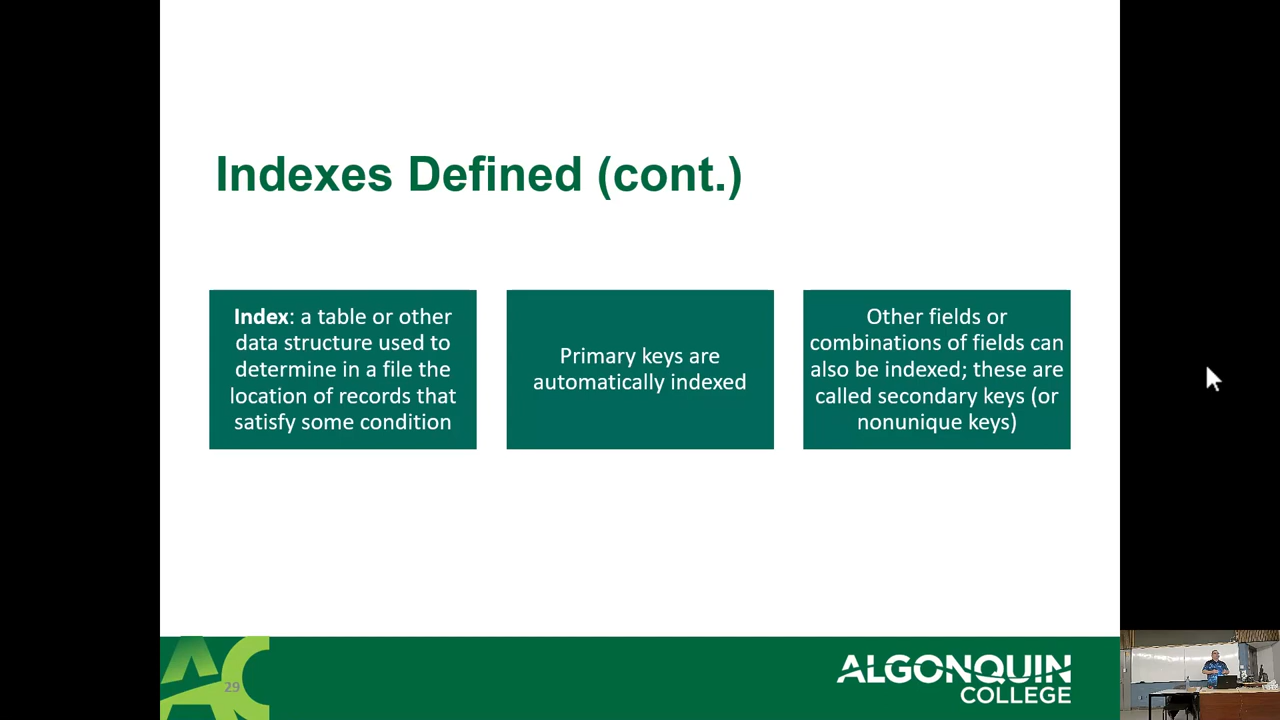 Indexes Defined (cont.)
Index: a table or other
data structure used to
determine in a file the
location of records that
satisfy some condition
Primary keys are
automatically indexed
Other fields or
combinations of fields can
also be indexed; these are
called secondary keys (or
nonunique keys)
AC
29
ALGONQUIN
COLLEGE